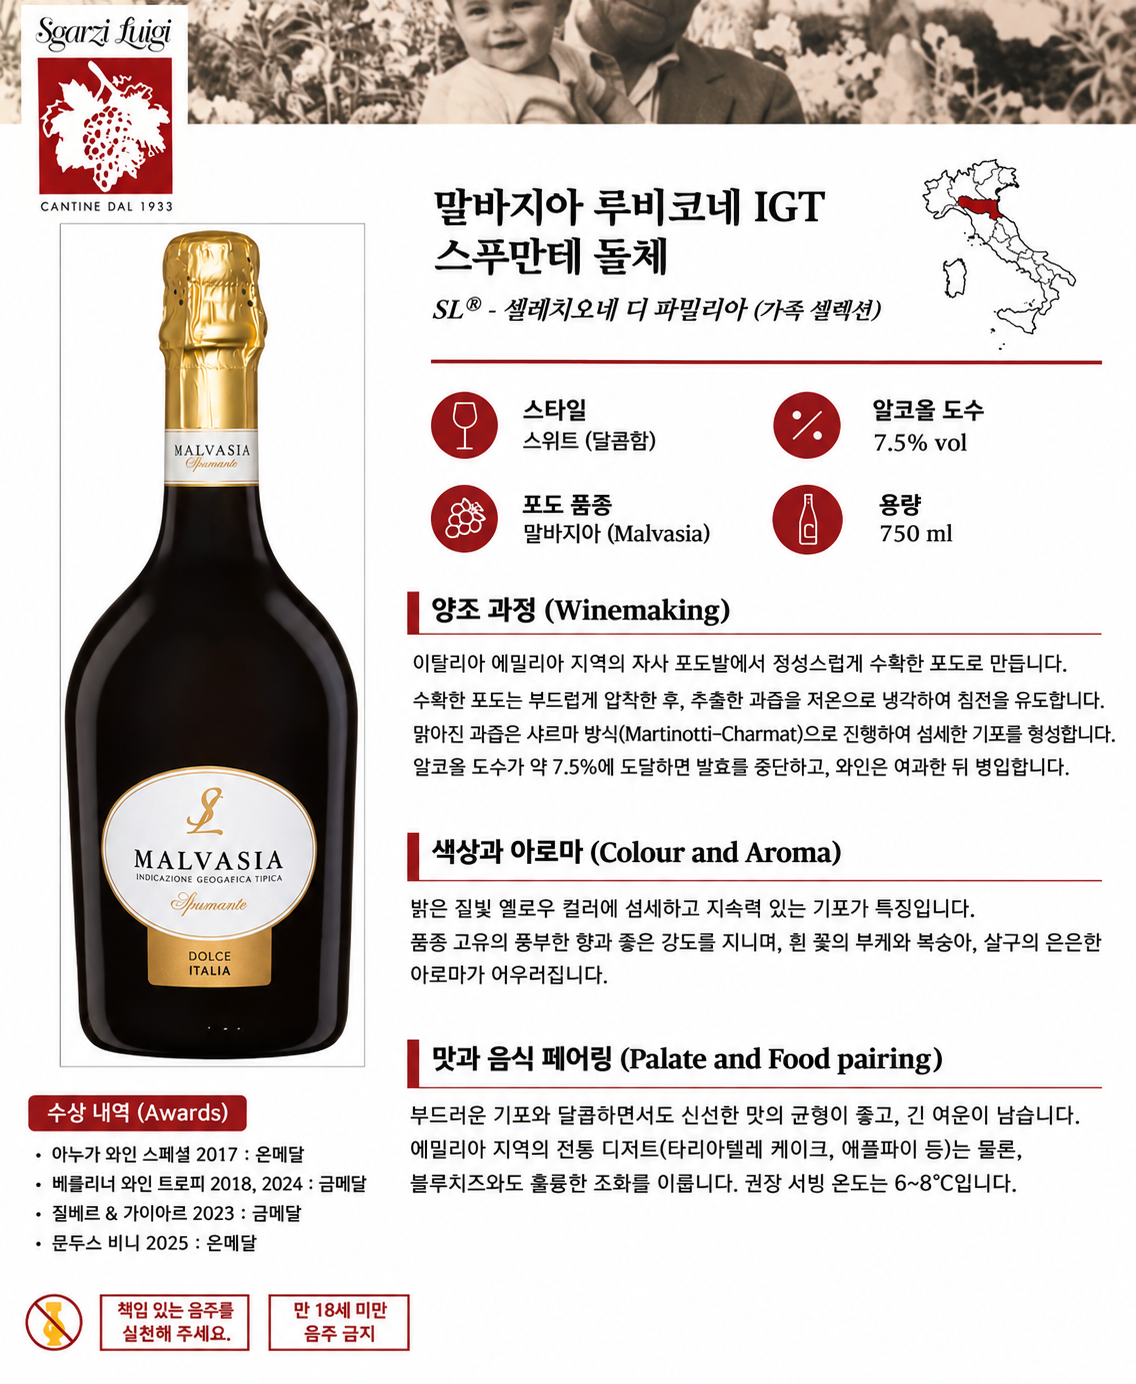 Sgarzi Luigi
CANTINE DAL 1933
말바지아 루비코네 IGT
스푸만테 돌체
SL® - 셀레치오네 디 파밀리아 (가족 셀렉션)
스타일
스위트 (달콤함)
알코올 도수
7.5% vol
포도 품종
말바지아 (Malvasia)
용량
750 ml
MALVASIA
Spumante
SL
MALVASIA
INDICAZIONE GEOGAFICA TIPICA
Spumante
DOLCE
ITALIA
양조 과정 (Winemaking)
이탈리아 에밀리아 지역의 자사 포도발에서 정성스럽게 수확한 포도로 만듭니다.
수확한 포도는 부드럽게 압착한 후, 추출한 과즙을 저온으로 냉각하여 침전을 유도합니다.
맑아진 과즙은 샤르마 방식(Martinotti–Charmat)으로 진행하여 섬세한 기포를 형성합니다.
알코올 도수가 약 7.5%에 도달하면 발효를 중단하고, 와인은 여과한 뒤 병입합니다.
색상과 아로마 (Colour and Aroma)
밝은 질빛 옐로우 컬러에 섬세하고 지속력 있는 기포가 특징입니다.
품종 고유의 풍부한 향과 좋은 강도를 지니며, 흰 꽃의 부케와 복숭아, 살구의 은은한
아로마가 어우러집니다.
맛과 음식 페어링 (Palate and Food pairing)
부드러운 기포와 달콥하면서도 신선한 맛의 균형이 좋고, 긴 여운이 남습니다.
에밀리아 지역의 전통 디저트(타리아텔레 케이크, 애플파이 등)는 물론,
블루치즈와도 훌륭한 조화를 이룹니다. 권장 서빙 온도는 6~8°C입니다.
수상 내역 (Awards)
• 아누가 와인 스페셜 2017 : 은메달
• 베를리너 와인 트로피 2018, 2024 : 금메달
• 질베르 & 가이아르 2023 : 금메달
• 문두스 비니 2025 : 은메달
책임 있는 음주를
실천해 주세요.
만 18세 미만
음주 금지